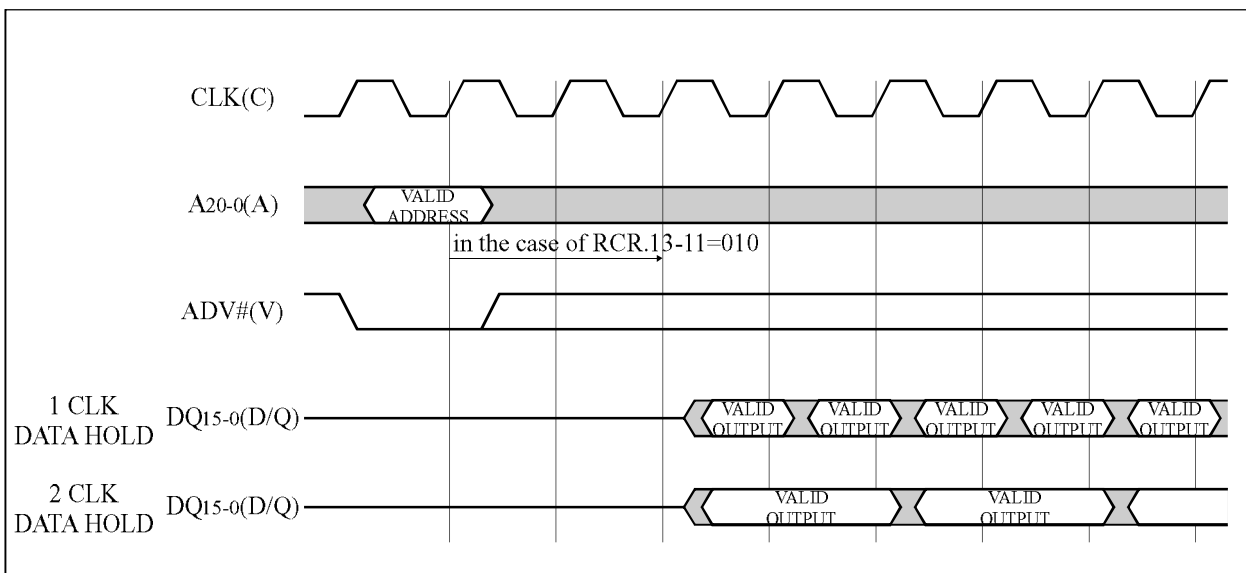 CLK(C)
A20-0(A)
VALID
ADDRESS
in the case of RCR.13-11=010
ADV#(V)
1 CLK
DATA HOLD
DQ15-0(D/Q)
VALID
OUTPUT
VALID
OUTPUT
VALID
OUTPUT
VALID
OUTPUT
VALID
OUTPUT
2 CLK
DATA HOLD
DQ15-0(D/Q)
VALID
OUTPUT
VALID
OUTPUT